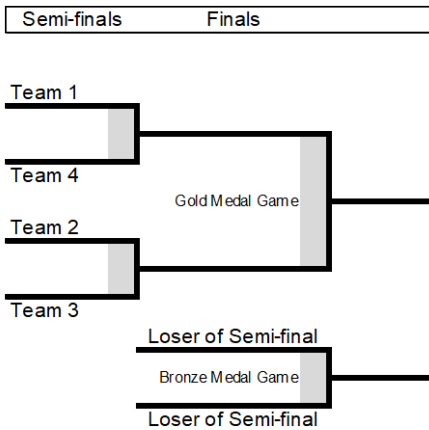 Semi-finals Finals
Team 1
Team 4
Gold Medal Game
Team 2
Team 3
Loser of Semi-final
Bronze Medal Game
Loser of Semi-final